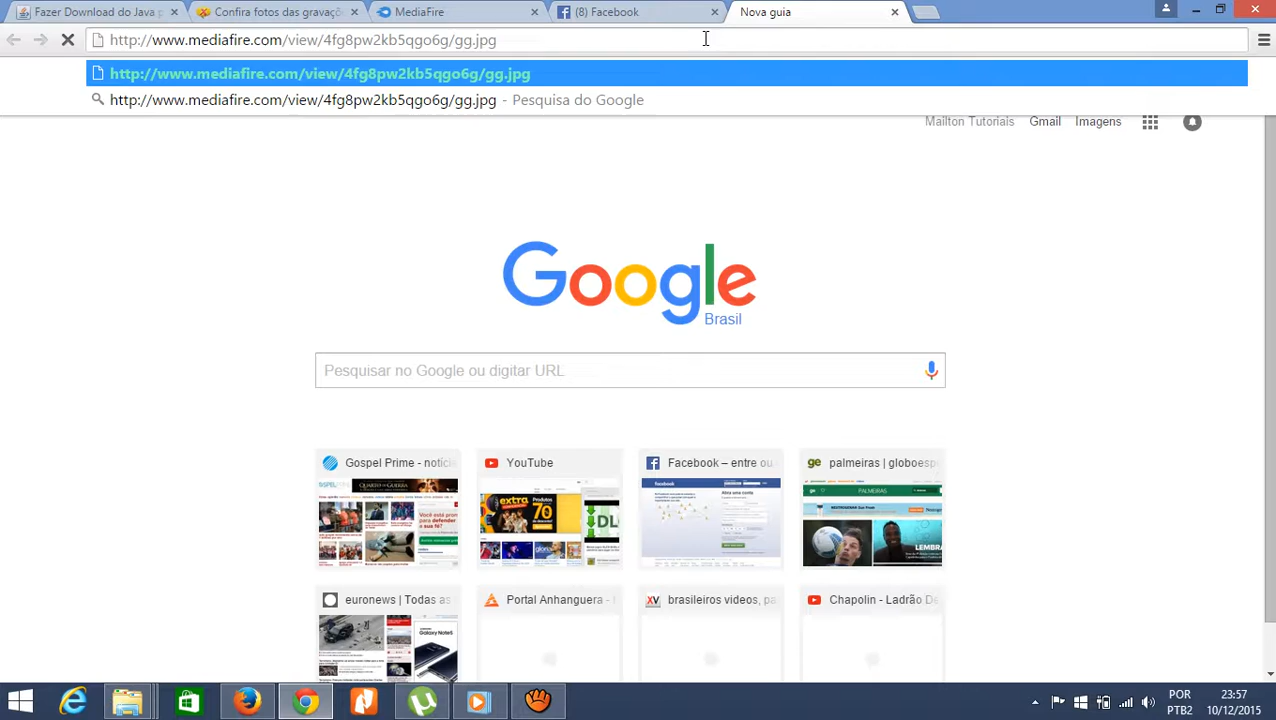 Fazer Download do Java p
Confira fotos das gravaçõ
MediaFire
(8) Facebook
Nova guia
http://www.mediafire.com/view/4fg8pw2kb5qgo6g/gg.jpg
http://www.mediafire.com/view/4fg8pw2kb5qgo6g/gg.jpg
http://www.mediafire.com/view/4fg8pw2kb5qgo6g/gg.jpg - Pesquisa do Google
Mailton Tutoriais Gmail Imagens
Google
Brasil
Pesquisar no Google ou digitar URL
Gospel Prime - notíci
YouTube
Facebook – entre ou
palmeiras | globoesp
euronews | Todas as
Portal Anhanguera -
brasileiros videos, pa
Chapolin - Ladrão De
POR
PTB2
23:57
10/12/2015